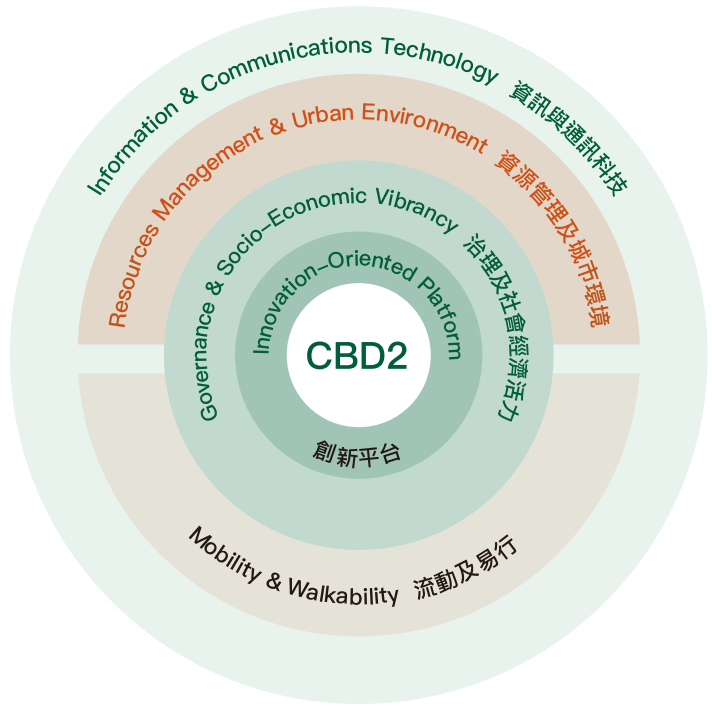 Information & Communications Technology 資訊與通訊科技
Resources Management & Urban Environment 資源管理及城市環境
Governance & Socio–Economic Vibrancy 治理及社會經濟活力
Innovation–Oriented Platform
CBD2
創新平台
Mobility & Walkability 流動及易行